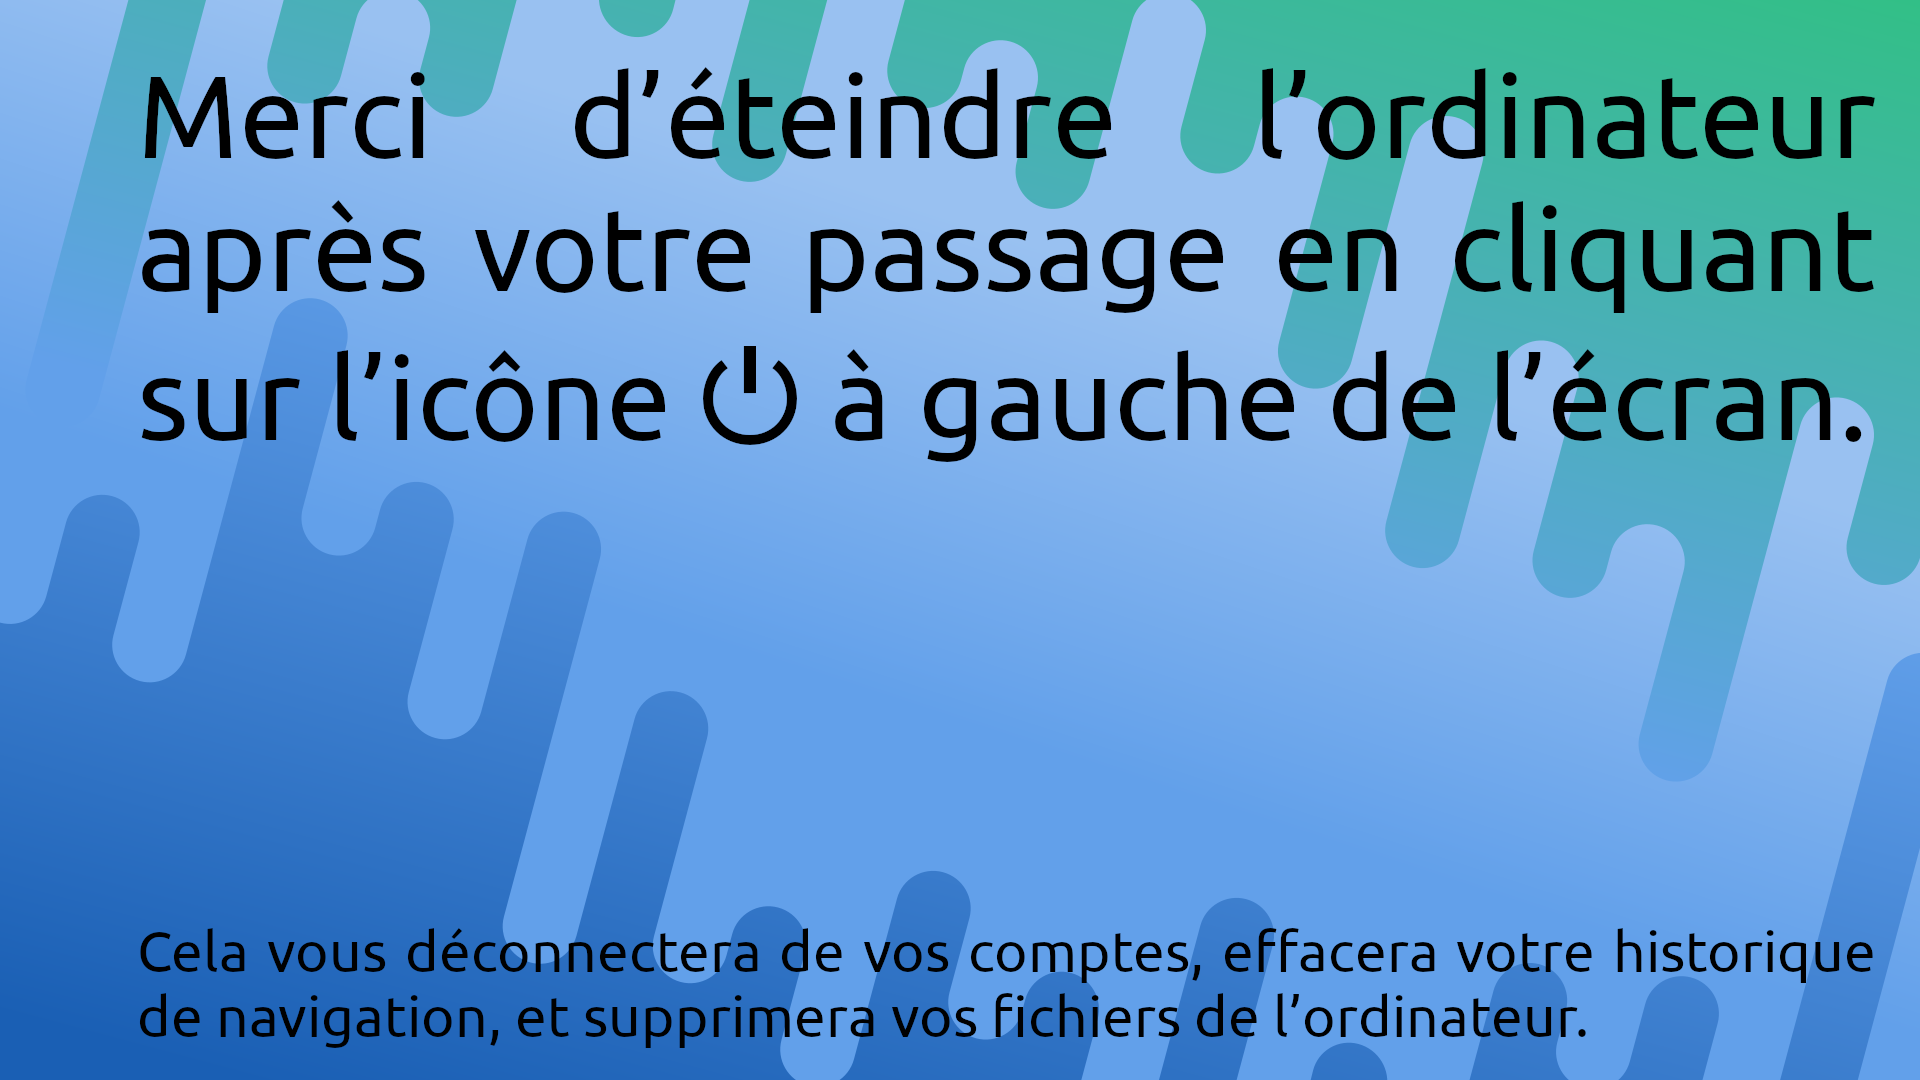 Merci d’éteindre l’ordinateur
après votre passage en cliquant
sur l’icône ⏻ à gauche de l’écran.
Cela vous déconnectera de vos comptes, effacera votre historique
de navigation, et supprimera vos fichiers de l’ordinateur.